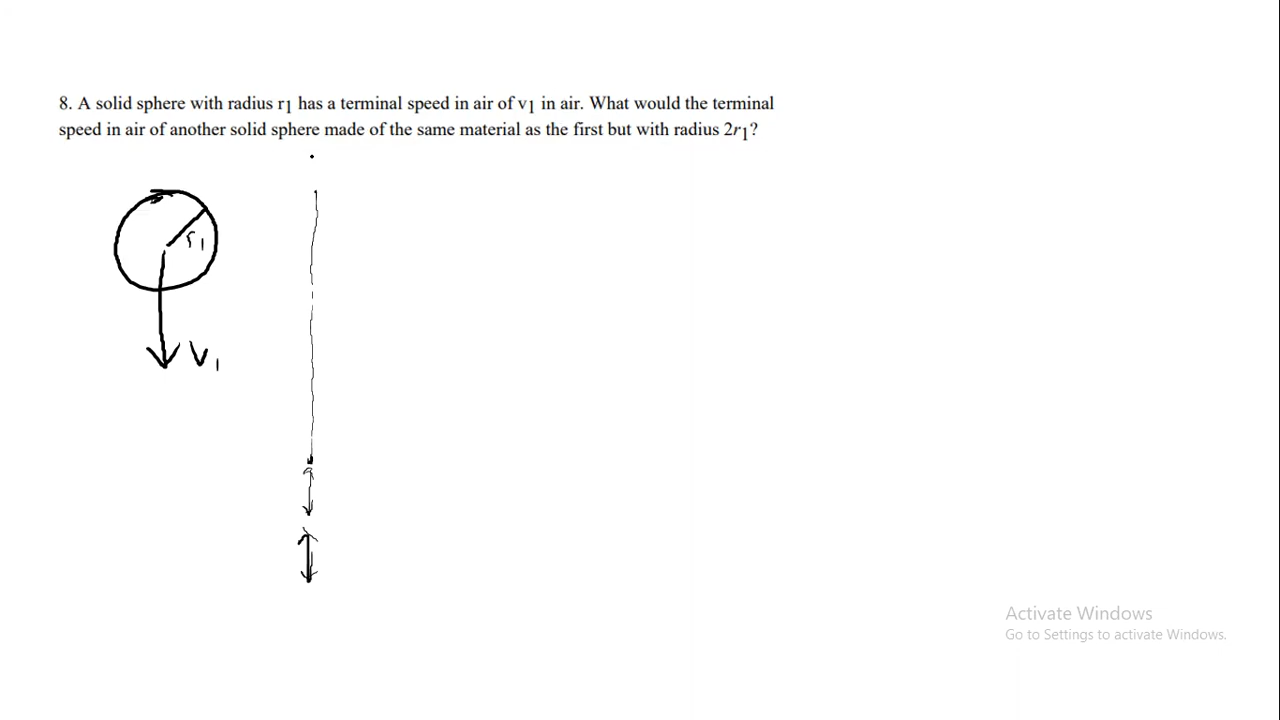 8. A solid sphere with radius r1 has a terminal speed in air of v1 in air. What would the terminal
speed in air of another solid sphere made of the same material as the first but with radius 2r1?
r1
V1
Activate Windows
Go to Settings to activate Windows.